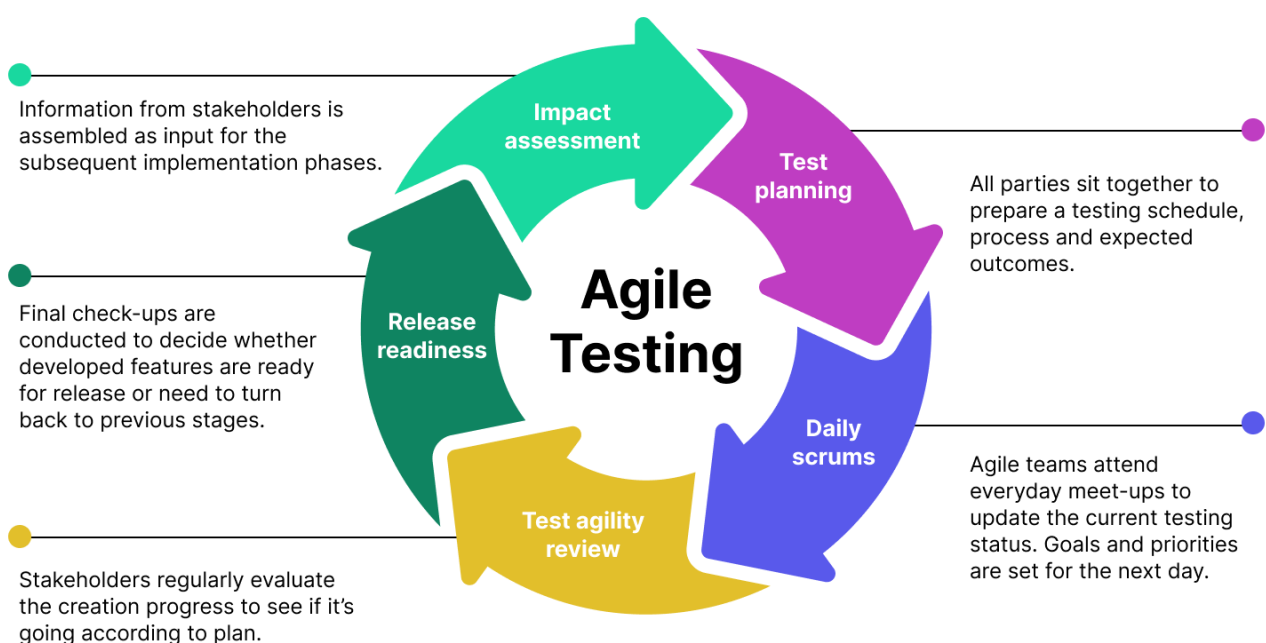 Impact
assessment
Information from stakeholders is
assembled as input for the
subsequent implementation phases.
Test
planning
All parties sit together to
prepare a testing schedule,
process and expected
outcomes.
Agile
Testing
Release
readiness
Final check-ups are
conducted to decide whether
developed features are ready
for release or need to turn
back to previous stages.
Daily
scrums
Agile teams attend
everyday meet-ups to
update the current testing
status. Goals and priorities
are set for the next day.
Test agility
review
Stakeholders regularly evaluate
the creation progress to see if it’s
going according to plan.